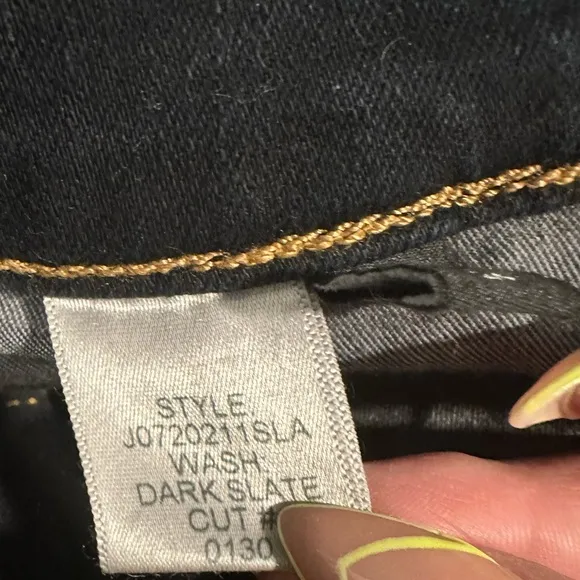 STYLE:
J0720211SLA
WASH:
DARK SLATE
CUT #
0130